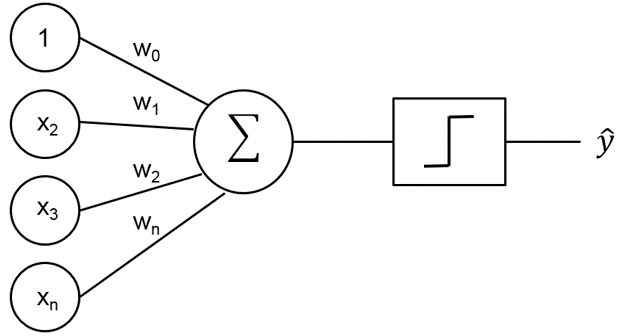 1
w₀
x₂
w₁
x₃
w₂
xₙ
wₙ
∑
ŷ